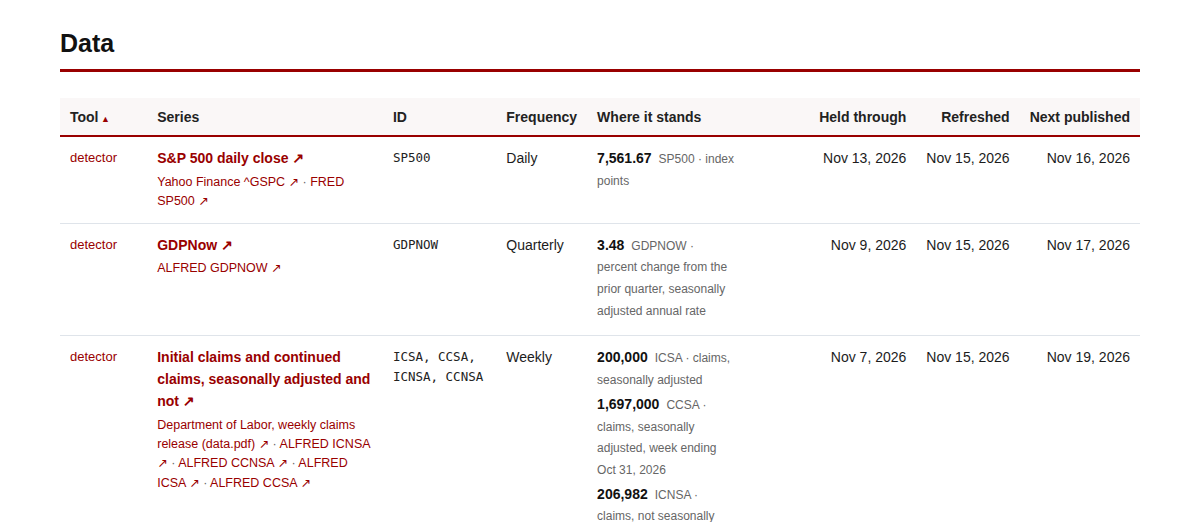 Data
Tool ▲ Series ID Frequency Where it stands Held through Refreshed Next published
detector S&P 500 daily close ↗ SP500 Daily 7,561.67 SP500 · index Nov 13, 2026 Nov 15, 2026 Nov 16, 2026
Yahoo Finance ^GSPC ↗ · FRED points
SP500 ↗
detector GDPNow ↗ GDPNOW Quarterly 3.48 GDPNOW · Nov 9, 2026 Nov 15, 2026 Nov 17, 2026
ALFRED GDPNOW ↗ percent change from the
prior quarter, seasonally
adjusted annual rate
detector Initial claims and continued ICSA, CCSA, Weekly 200,000 ICSA · claims, Nov 7, 2026 Nov 15, 2026 Nov 19, 2026
claims, seasonally adjusted and ICNSA, CCNSA seasonally adjusted
not ↗ 1,697,000 CCSA ·
Department of Labor, weekly claims claims, seasonally
release (data.pdf) ↗ · ALFRED ICNSA adjusted, week ending
↗ · ALFRED CCNSA ↗ · ALFRED Oct 31, 2026
ICSA ↗ · ALFRED CCSA ↗ 206,982 ICNSA ·
claims, not seasonally